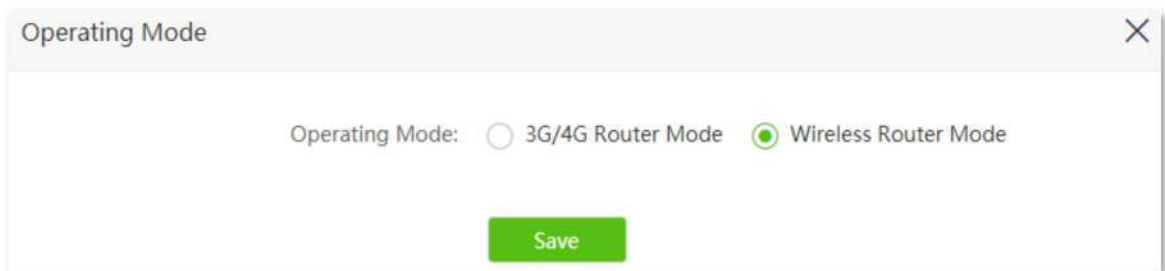 Operating Mode
Operating Mode: 3G/4G Router Mode Wireless Router Mode
Save